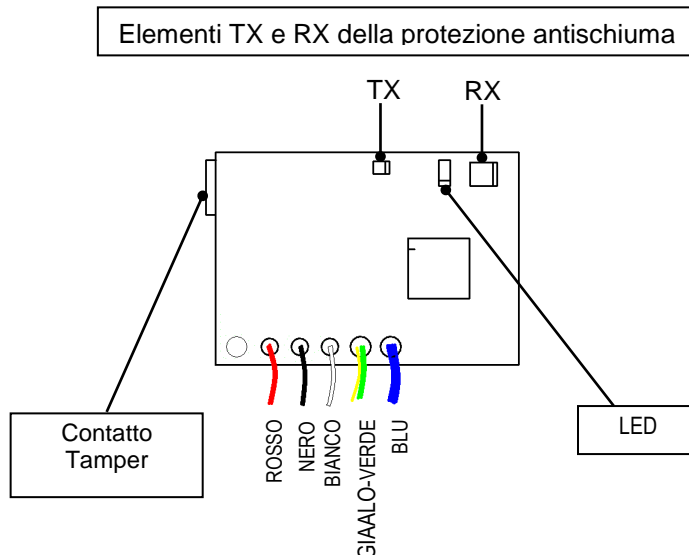 Elementi TX e RX della protezione antischiuma
TX
RX
Contatto
Tamper
ROSSO
NERO
BIANCO
GIAALO-VERDE
BLU
LED